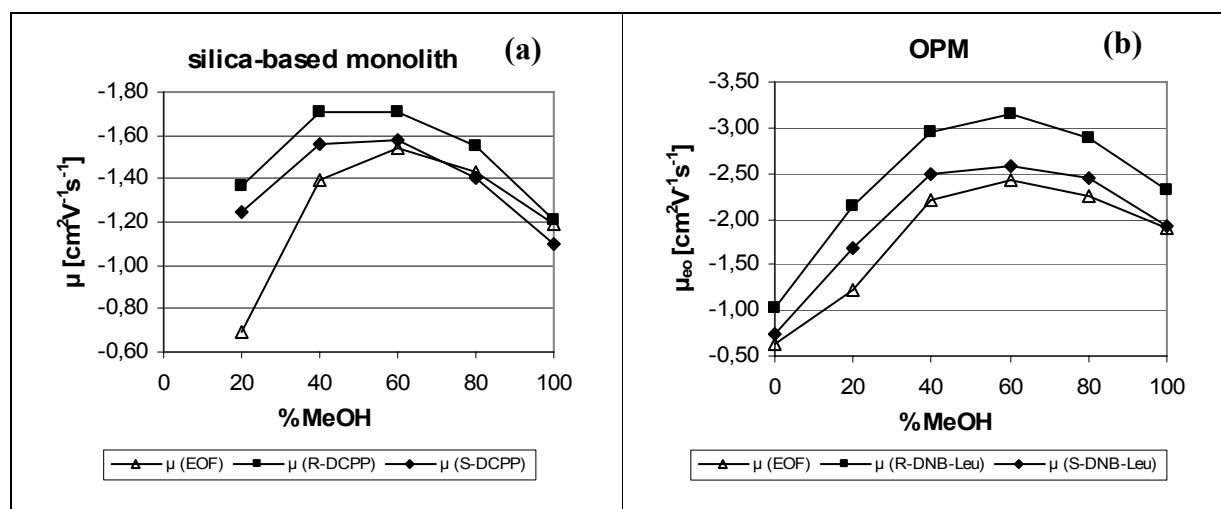 silica-based monolith (a)
μ [cm²V⁻¹s⁻¹]
-1,80
-1,60
-1,40
-1,20
-1,00
-0,80
-0,60
0 20 40 60 80 100
%MeOH
μ (EOF) μ (R-DCPP) μ (S-DCPP)
OPM (b)
μeo [cm²V⁻¹s⁻¹]
-3,50
-3,00
-2,50
-2,00
-1,50
-1,00
-0,50
0 20 40 60 80 100
%MeOH
μ (EOF) μ (R-DNB-Leu) μ (S-DNB-Leu)